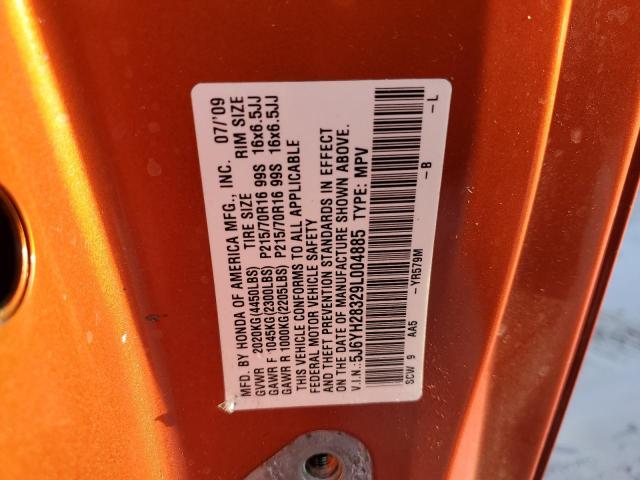 MFD. BY HONDA OF AMERICA MFG., INC. 07/'09
TIRE SIZE RIM SIZE
GVWR 2020KG(4450LBS)
GAWR F 1045KG(2300LBS) P215/70R16 99S 16x6.5JJ
GAWR R 1000KG(2205LBS) P215/70R16 99S 16x6.5JJ
THIS VEHICLE CONFORMS TO ALL APPLICABLE
FEDERAL MOTOR VEHICLE SAFETY
AND THEFT PREVENTION STANDARDS IN EFFECT
ON THE DATE OF MANUFACTURE SHOWN ABOVE.
V.I.N.: 5J6YH28329L004885 TYPE: MPV
SCW 9 AA5 -YR579M -B -L